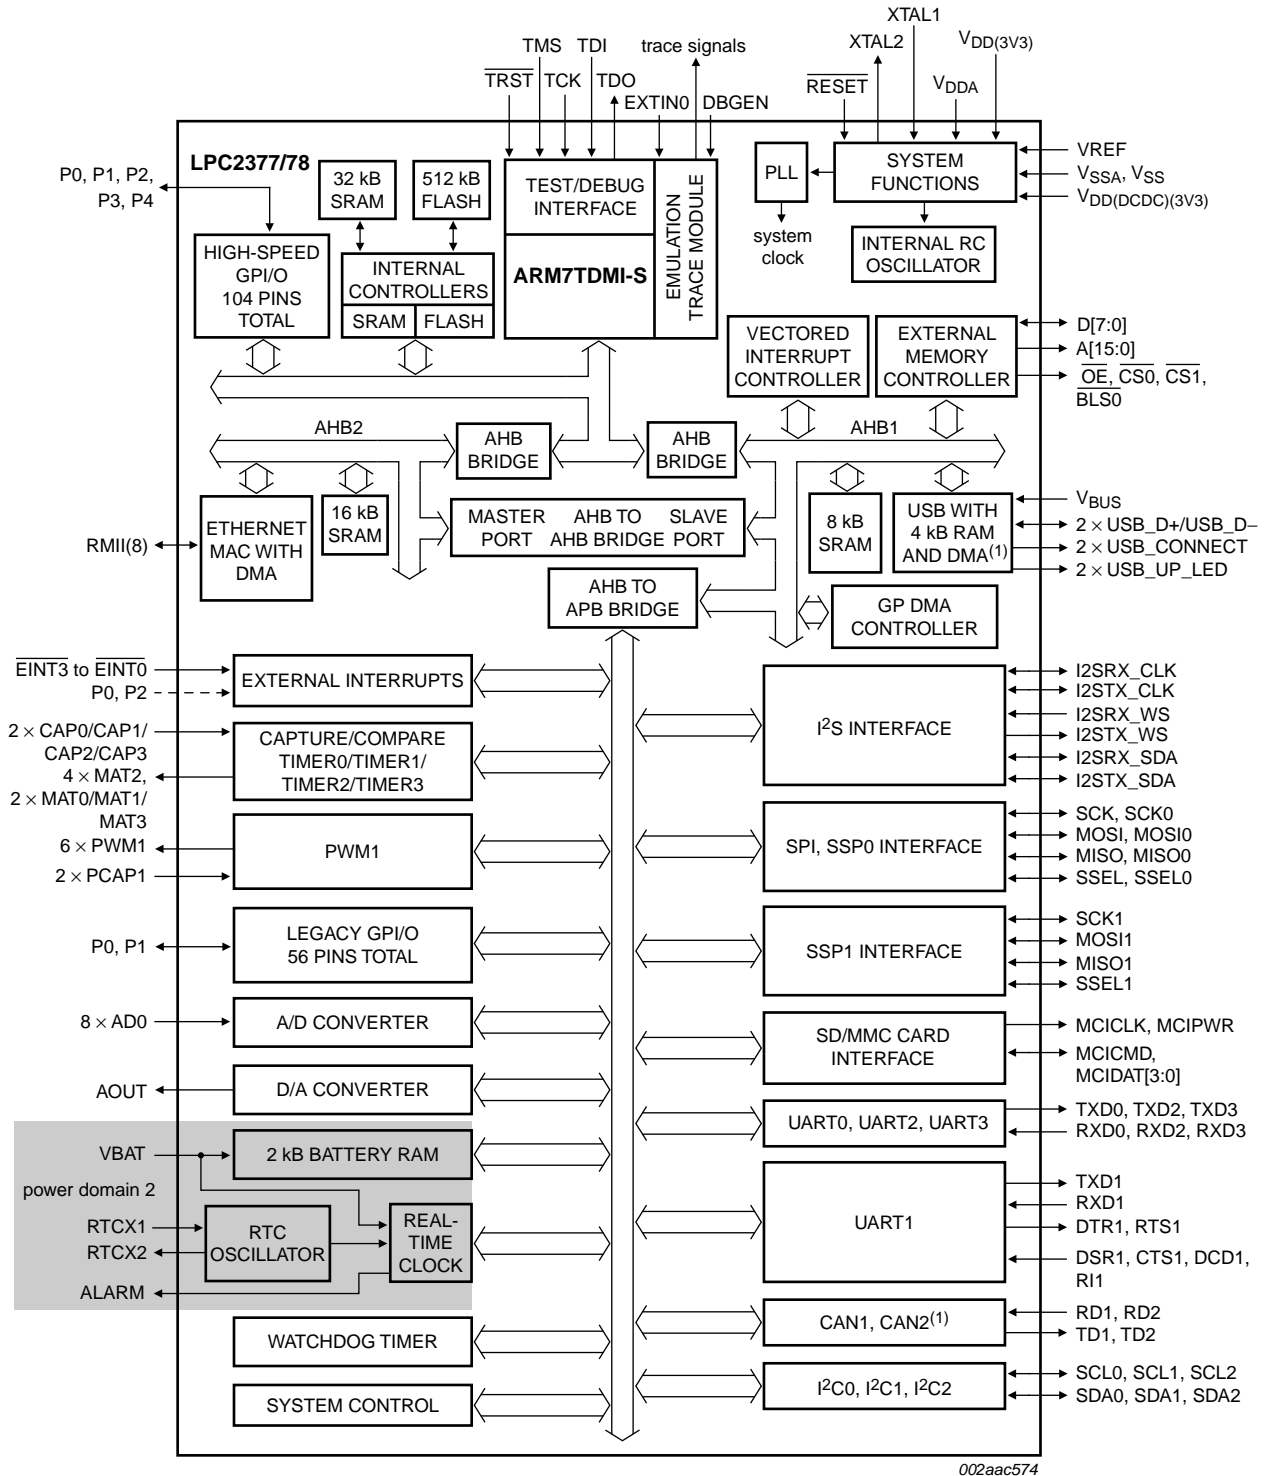 XTAL1
XTAL2
VDD(3V3)
TMS TDI
trace signals
TRST TCK TDO
RESET
VDDA
EXTIN0 DBGEN
LPC2377/78
P0, P1, P2,
P3, P4
32 kB
SRAM
512 kB
FLASH
TEST/DEBUG
INTERFACE
EMULATION
TRACE MODULE
PLL
SYSTEM
FUNCTIONS
VREF
VSSA, VSS
VDD(DCDC)(3V3)
system
clock
HIGH-SPEED
GPI/O
104 PINS
TOTAL
INTERNAL
CONTROLLERS
SRAM FLASH
ARM7TDMI-S
INTERNAL RC
OSCILLATOR
VECTORED
INTERRUPT
CONTROLLER
EXTERNAL
MEMORY
CONTROLLER
D[7:0]
A[15:0]
OE, CS0, CS1,
BLS0
AHB2
AHB
BRIDGE
AHB
BRIDGE
AHB1
ETHERNET
MAC WITH
DMA
RMII(8)
16 kB
SRAM
MASTER
PORT
AHB TO
AHB BRIDGE
SLAVE
PORT
8 kB
SRAM
USB WITH
4 kB RAM
AND DMA(1)
VBUS
2 × USB_D+/USB_D−
2 × USB_CONNECT
2 × USB_UP_LED
AHB TO
APB BRIDGE
GP DMA
CONTROLLER
EINT3 to EINT0
P0, P2
EXTERNAL INTERRUPTS
2 × CAP0/CAP1/
CAP2/CAP3
4 × MAT2,
2 × MAT0/MAT1/
MAT3
CAPTURE/COMPARE
TIMER0/TIMER1/
TIMER2/TIMER3
6 × PWM1
2 × PCAP1
PWM1
P0, P1
LEGACY GPI/O
56 PINS TOTAL
8 × AD0
A/D CONVERTER
AOUT
D/A CONVERTER
VBAT
2 kB BATTERY RAM
power domain 2
RTCX1
RTCX2
RTC
OSCILLATOR
REAL-
TIME
CLOCK
ALARM
WATCHDOG TIMER
SYSTEM CONTROL
I2S INTERFACE
I2SRX_CLK
I2STX_CLK
I2SRX_WS
I2STX_WS
I2SRX_SDA
I2STX_SDA
SPI, SSP0 INTERFACE
SCK, SCK0
MOSI, MOSI0
MISO, MISO0
SSEL, SSEL0
SSP1 INTERFACE
SCK1
MOSI1
MISO1
SSEL1
SD/MMC CARD
INTERFACE
MCICLK, MCIPWR
MCICMD,
MCIDAT[3:0]
UART0, UART2, UART3
TXD0, TXD2, TXD3
RXD0, RXD2, RXD3
UART1
TXD1
RXD1
DTR1, RTS1
DSR1, CTS1, DCD1,
RI1
CAN1, CAN2(1)
RD1, RD2
TD1, TD2
I2C0, I2C1, I2C2
SCL0, SCL1, SCL2
SDA0, SDA1, SDA2
002aac574